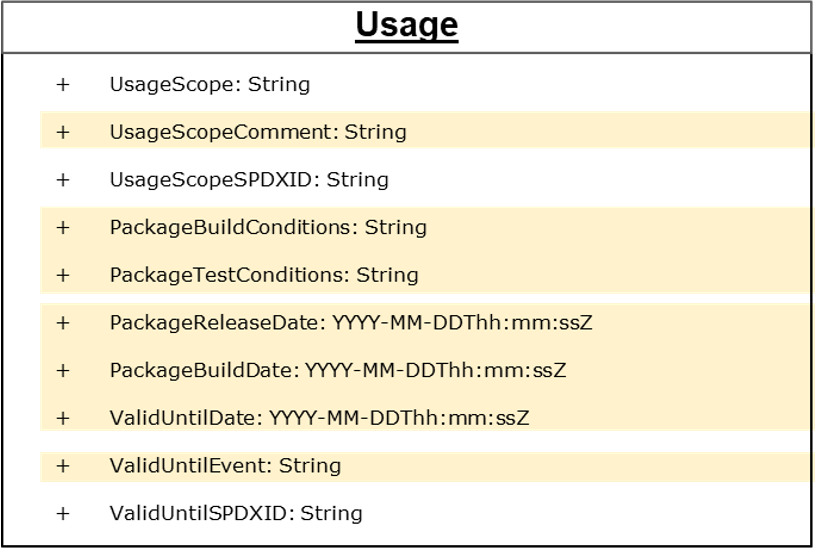 Usage
+ UsageScope: String
+ UsageScopeComment: String
+ UsageScopeSPDXID: String
+ PackageBuildConditions: String
+ PackageTestConditions: String
+ PackageReleaseDate: YYYY-MM-DDThh:mm:ssZ
+ PackageBuildDate: YYYY-MM-DDThh:mm:ssZ
+ ValidUntilDate: YYYY-MM-DDThh:mm:ssZ
+ ValidUntilEvent: String
+ ValidUntilSPDXID: String